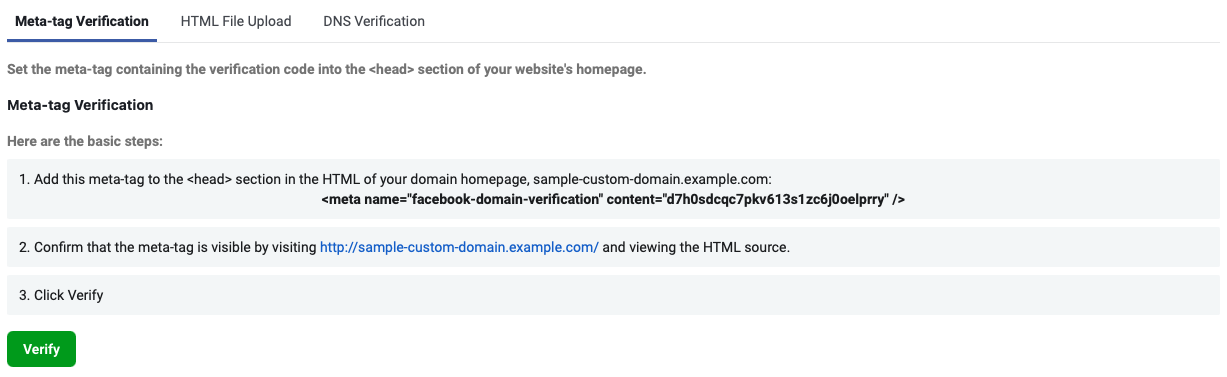 Meta-tag Verification HTML File Upload DNS Verification
Set the meta-tag containing the verification code into the <head> section of your website's homepage.
Meta-tag Verification
Here are the basic steps:
1. Add this meta-tag to the <head> section in the HTML of your domain homepage, sample-custom-domain.example.com:
<meta name="facebook-domain-verification" content="d7h0sdcqc7pkv613s1zc6j0oelprry" />
2. Confirm that the meta-tag is visible by visiting http://sample-custom-domain.example.com/ and viewing the HTML source.
3. Click Verify
Verify